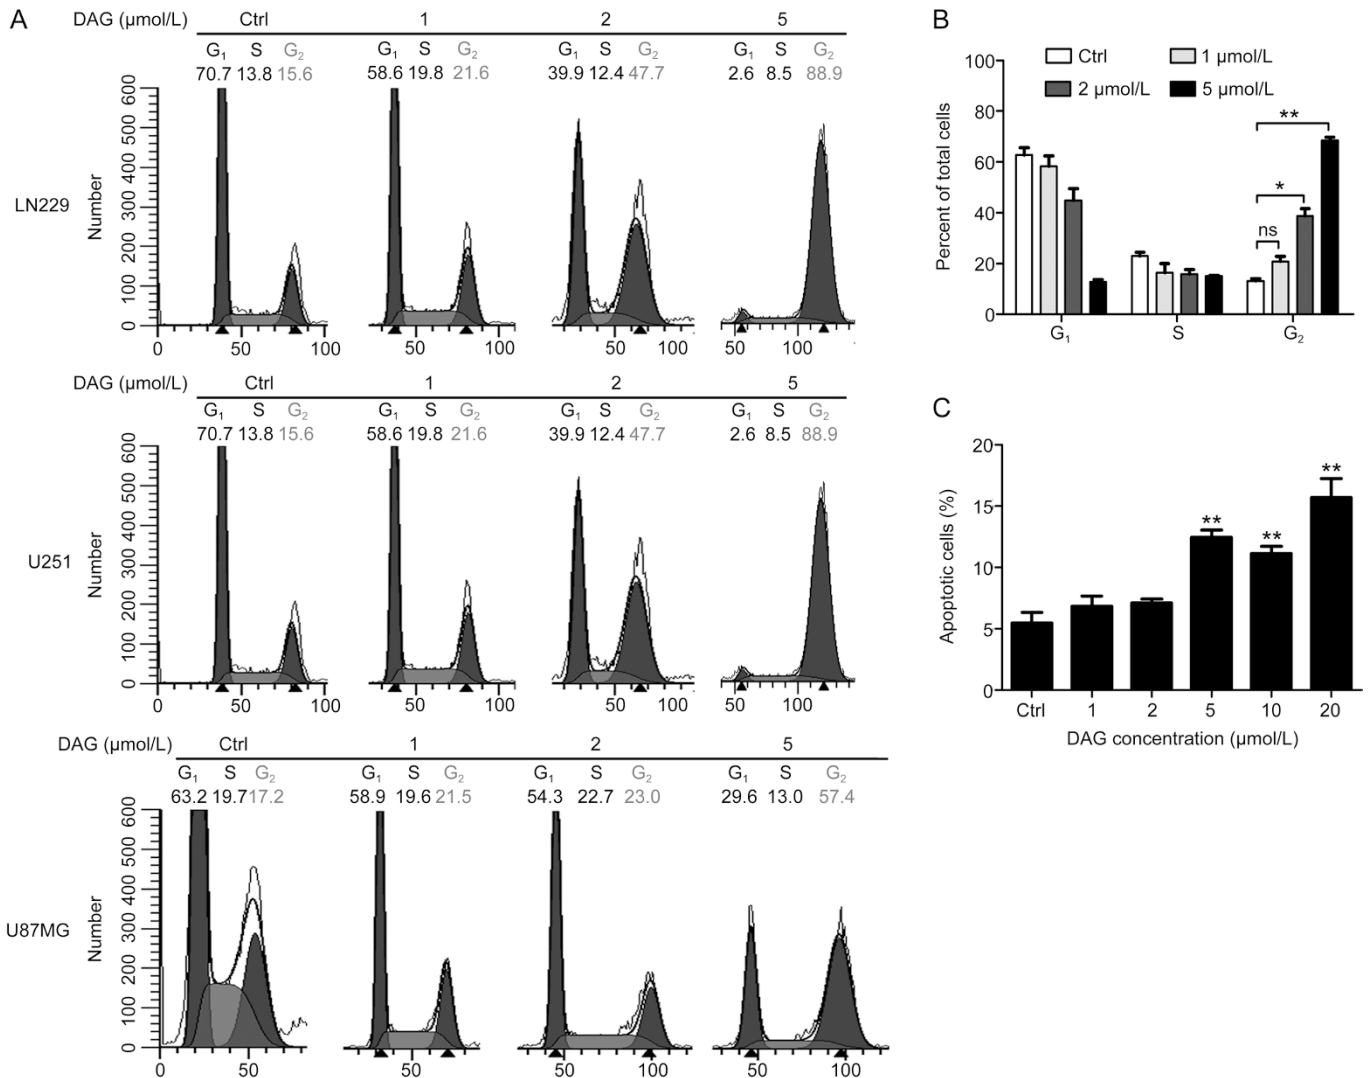 A
DAG (µmol/L) Ctrl 1 2 5
G1 S G2 G1 S G2 G1 S G2 G1 S G2
70.7 13.8 15.6 58.6 19.8 21.6 39.9 12.4 47.7 2.6 8.5 88.9
LN229
Number
600
500
400
300
200
100
0
0 50 100 50 100 50 100 50 100
DAG (µmol/L) Ctrl 1 2 5
G1 S G2 G1 S G2 G1 S G2 G1 S G2
70.7 13.8 15.6 58.6 19.8 21.6 39.9 12.4 47.7 2.6 8.5 88.9
U251
Number
600
500
400
300
200
100
0
0 50 100 50 100 50 100 50 100
DAG (µmol/L) Ctrl 1 2 5
G1 S G2 G1 S G2 G1 S G2 G1 S G2
63.2 19.7 17.2 58.9 19.6 21.5 54.3 22.7 23.0 29.6 13.0 57.4
U87MG
Number
600
500
400
300
200
100
0
0 50 50 50 100 50 100
B
Ctrl 1 µmol/L
2 µmol/L 5 µmol/L
Percent of total cells
100
80
60
40
20
0
**
*
ns
G1 S G2
C
Apoptotic cells (%)
20
15
10
5
0
** ** **
Ctrl 1 2 5 10 20
DAG concentration (µmol/L)